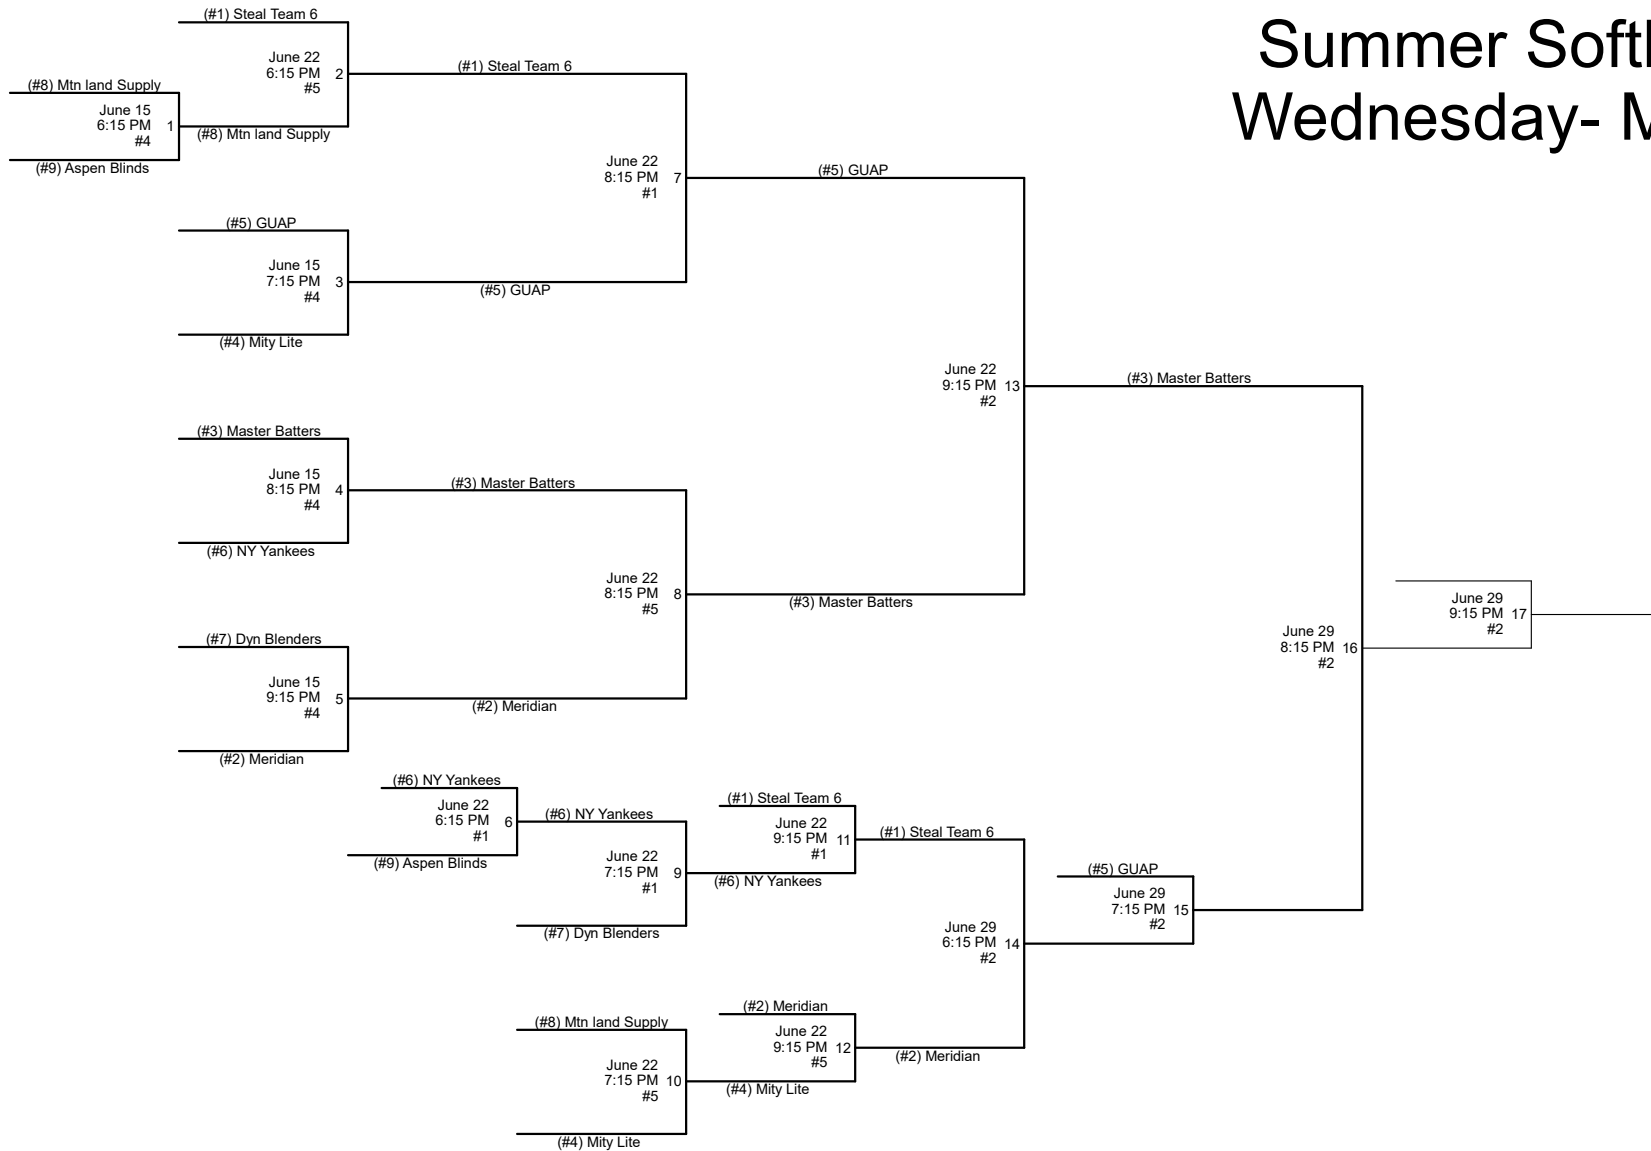 Summer Softb
Wednesday- M
(#1) Steal Team 6
June 22
6:15 PM 2
#5
(#1) Steal Team 6
(#8) Mtn land Supply
June 15
6:15 PM 1
#4
(#8) Mtn land Supply
(#9) Aspen Blinds
June 22
8:15 PM 7
#1
(#5) GUAP
(#5) GUAP
June 15
7:15 PM 3
#4
(#5) GUAP
(#4) Mity Lite
June 22
9:15 PM 13
#2
(#3) Master Batters
(#3) Master Batters
June 15
8:15 PM 4
#4
(#3) Master Batters
(#6) NY Yankees
June 22
8:15 PM 8
#5
(#3) Master Batters
June 29
9:15 PM 17
#2
June 29
8:15 PM 16
#2
(#7) Dyn Blenders
June 15
9:15 PM 5
#4
(#2) Meridian
(#2) Meridian
(#6) NY Yankees
June 22
6:15 PM 6
#1
(#6) NY Yankees
(#9) Aspen Blinds
June 22
7:15 PM 9
#1
(#7) Dyn Blenders
(#1) Steal Team 6
June 22
9:15 PM 11
#1
(#1) Steal Team 6
(#6) NY Yankees
(#5) GUAP
June 29
7:15 PM 15
#2
June 29
6:15 PM 14
#2
(#2) Meridian
June 22
9:15 PM 12
#5
(#2) Meridian
(#8) Mtn land Supply
June 22
7:15 PM 10
#5
(#4) Mity Lite
(#4) Mity Lite